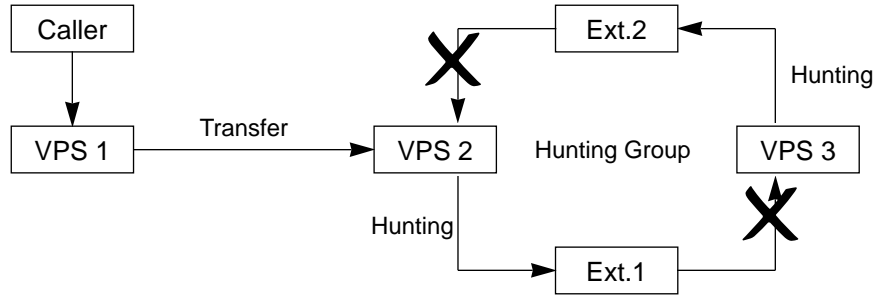 Caller
Ext.2
Hunting
Transfer
VPS 1
VPS 2
Hunting Group
VPS 3
Hunting
Ext.1